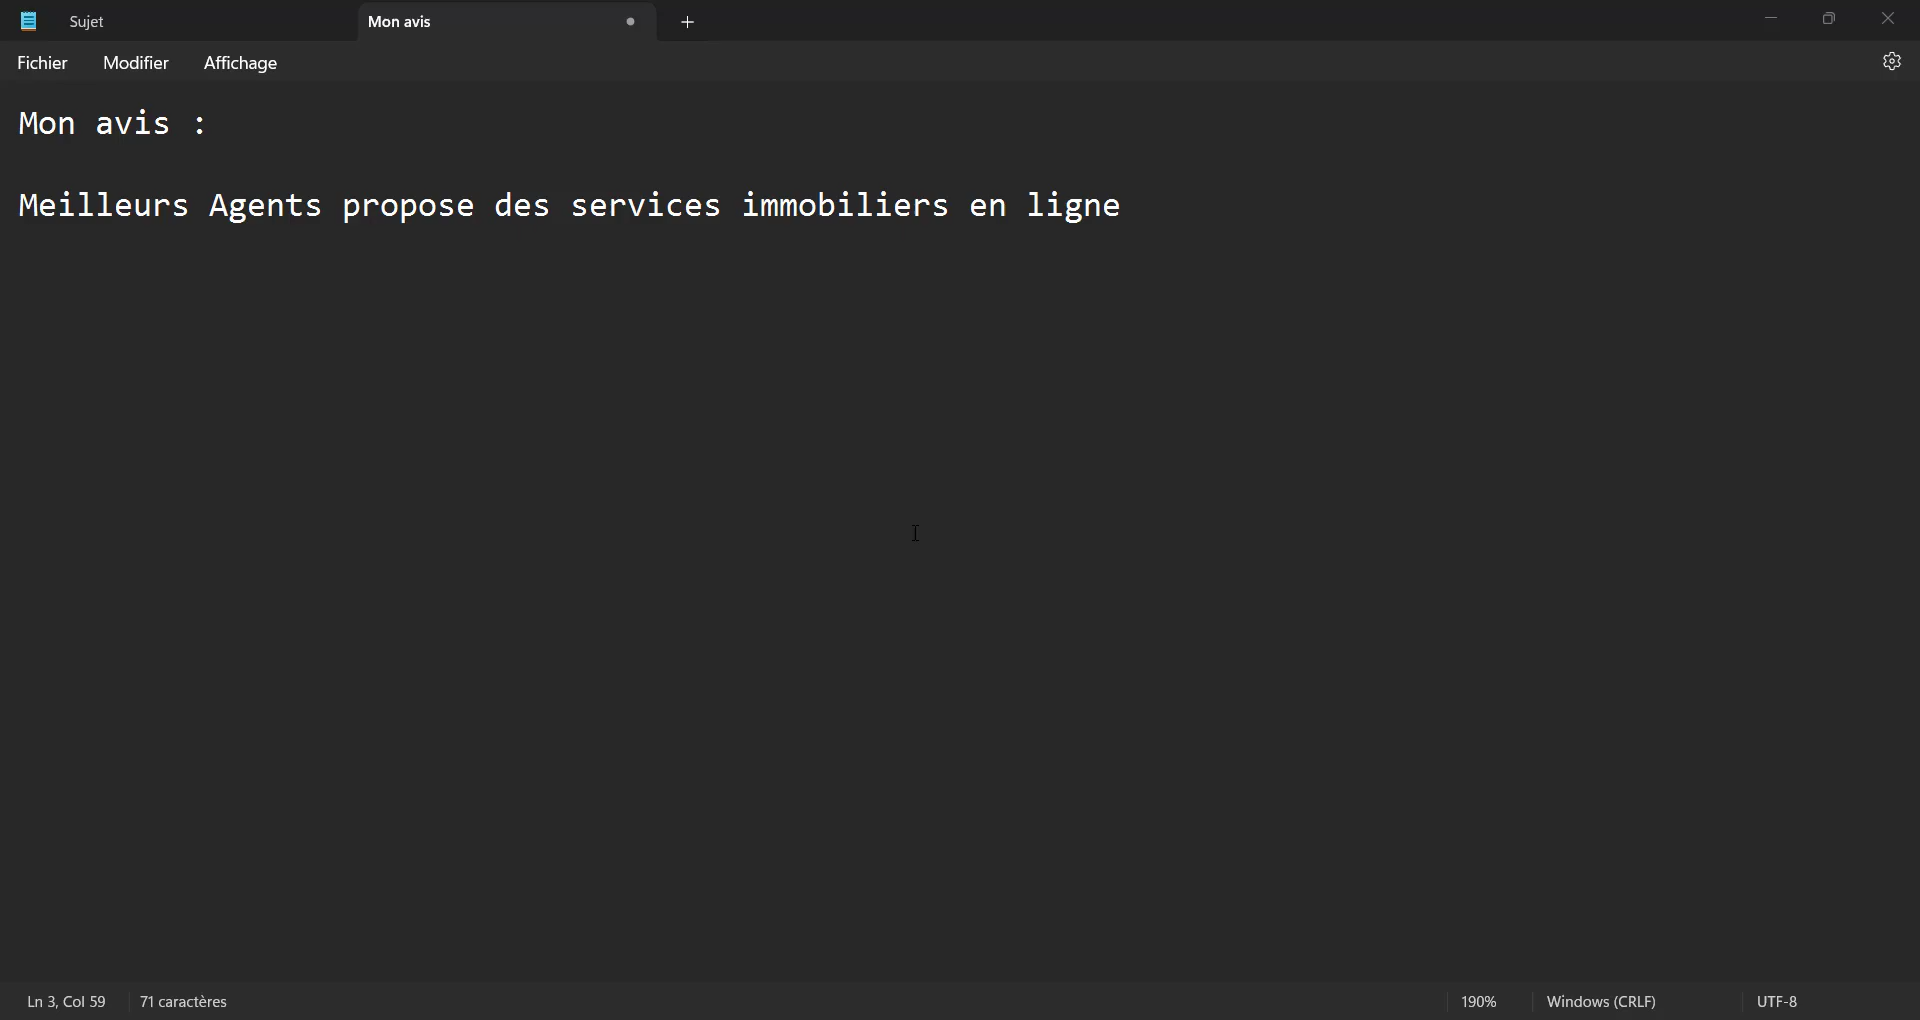 Sujet
Mon avis
Fichier Modifier Affichage
Mon avis :
Meilleurs Agents propose des services immobiliers en ligne
Ln 3, Col 59 71 caractères 190% Windows (CRLF) UTF-8